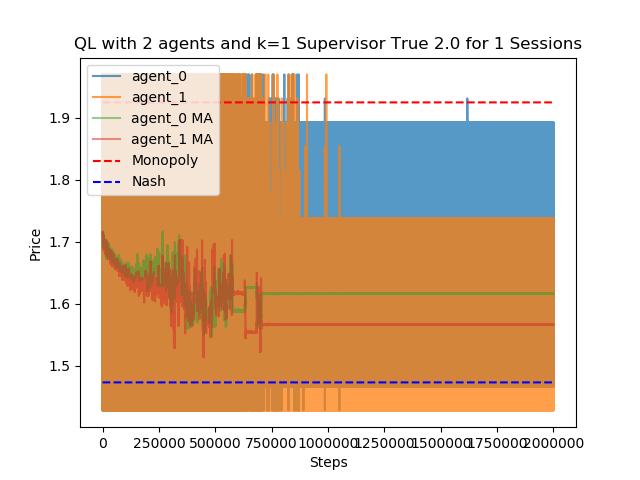 QL with 2 agents and k=1 Supervisor True 2.0 for 1 Sessions
agent_0
agent_1
agent_0 MA
agent_1 MA
Monopoly
Nash
Price
1.9
1.8
1.7
1.6
1.5
0 250000 500000 750000 1000000 1250000 1500000 1750000 2000000
Steps